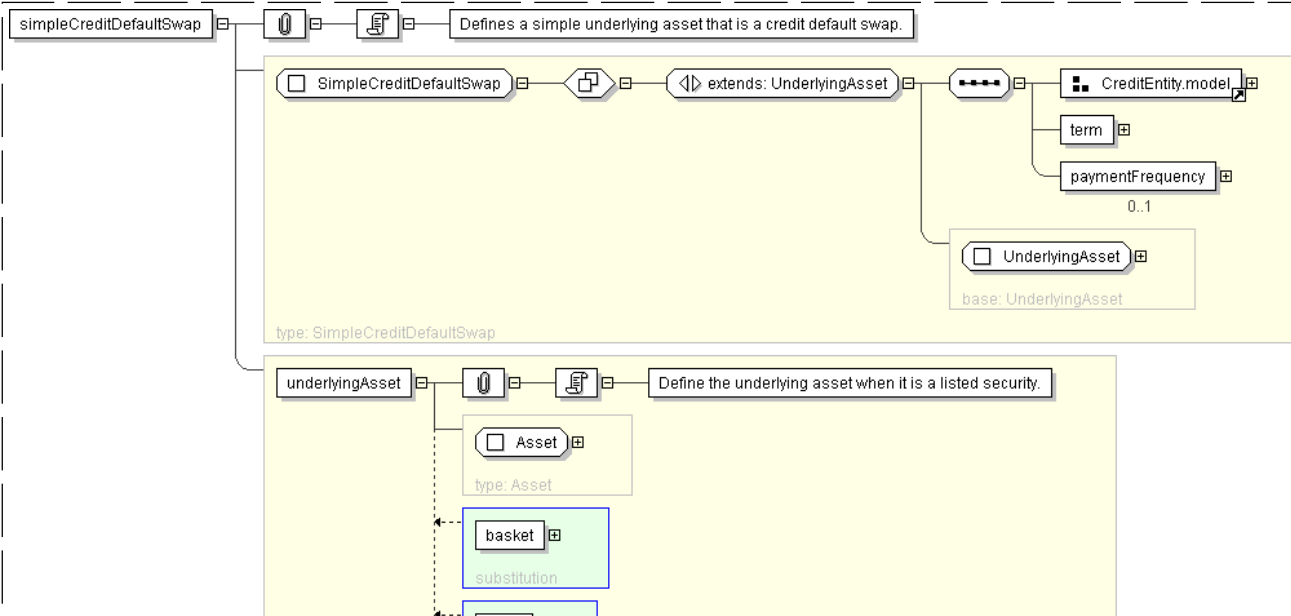 simpleCreditDefaultSwap
Defines a simple underlying asset that is a credit default swap.
SimpleCreditDefaultSwap
extends: UnderlyingAsset
CreditEntity.model
term
paymentFrequency
0..1
UnderlyingAsset
base: UnderlyingAsset
type: SimpleCreditDefaultSwap
underlyingAsset
Define the underlying asset when it is a listed security.
Asset
type: Asset
basket
substitution